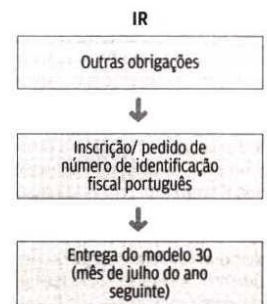 IR
Outras obrigações
Inscrição/ pedido de
número de identificação
fiscal português
Entrega do modelo 30
(mês de julho do ano
seguinte)